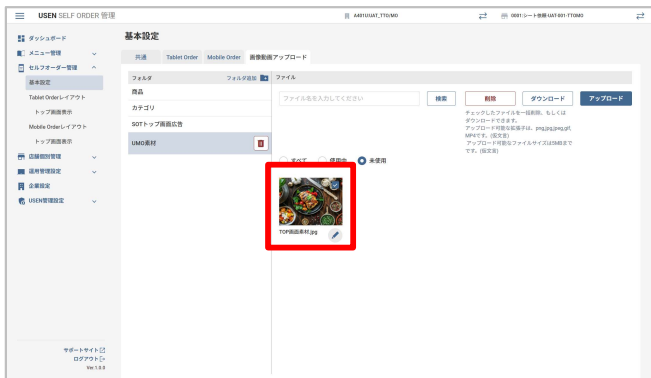 USEN SELF ORDER 管理
A401U:UAT_TTO/MO
0001:シート依頼-UAT-001-TTOMO
ダッシュボード
メニュー管理
セルフオーダー管理
基本設定
Tablet Orderレイアウト
トップ画面表示
Mobile Orderレイアウト
トップ画面表示
店舗個別管理
運用管理設定
企業設定
USEN管理設定
サポートサイト
ログアウト
Ver.1.0.0
基本設定
共通
Tablet Order
Mobile Order
画像動画アップロード
フォルダ
フォルダ追加
商品
カテゴリ
SOTトップ画面広告
UMO素材
ファイル
ファイル名を入力してください
検索
削除
ダウンロード
アップロード
チェックしたファイルを一括削除、もしくは
ダウンロードできます。
アップロード可能な拡張子は、png,jpg,jpeg,gif,
MP4です。(仮文言)
アップロード可能なファイルサイズは5MBまで
です。(仮文言)
すべて
使用中
未使用
TOP画面素材.jpg